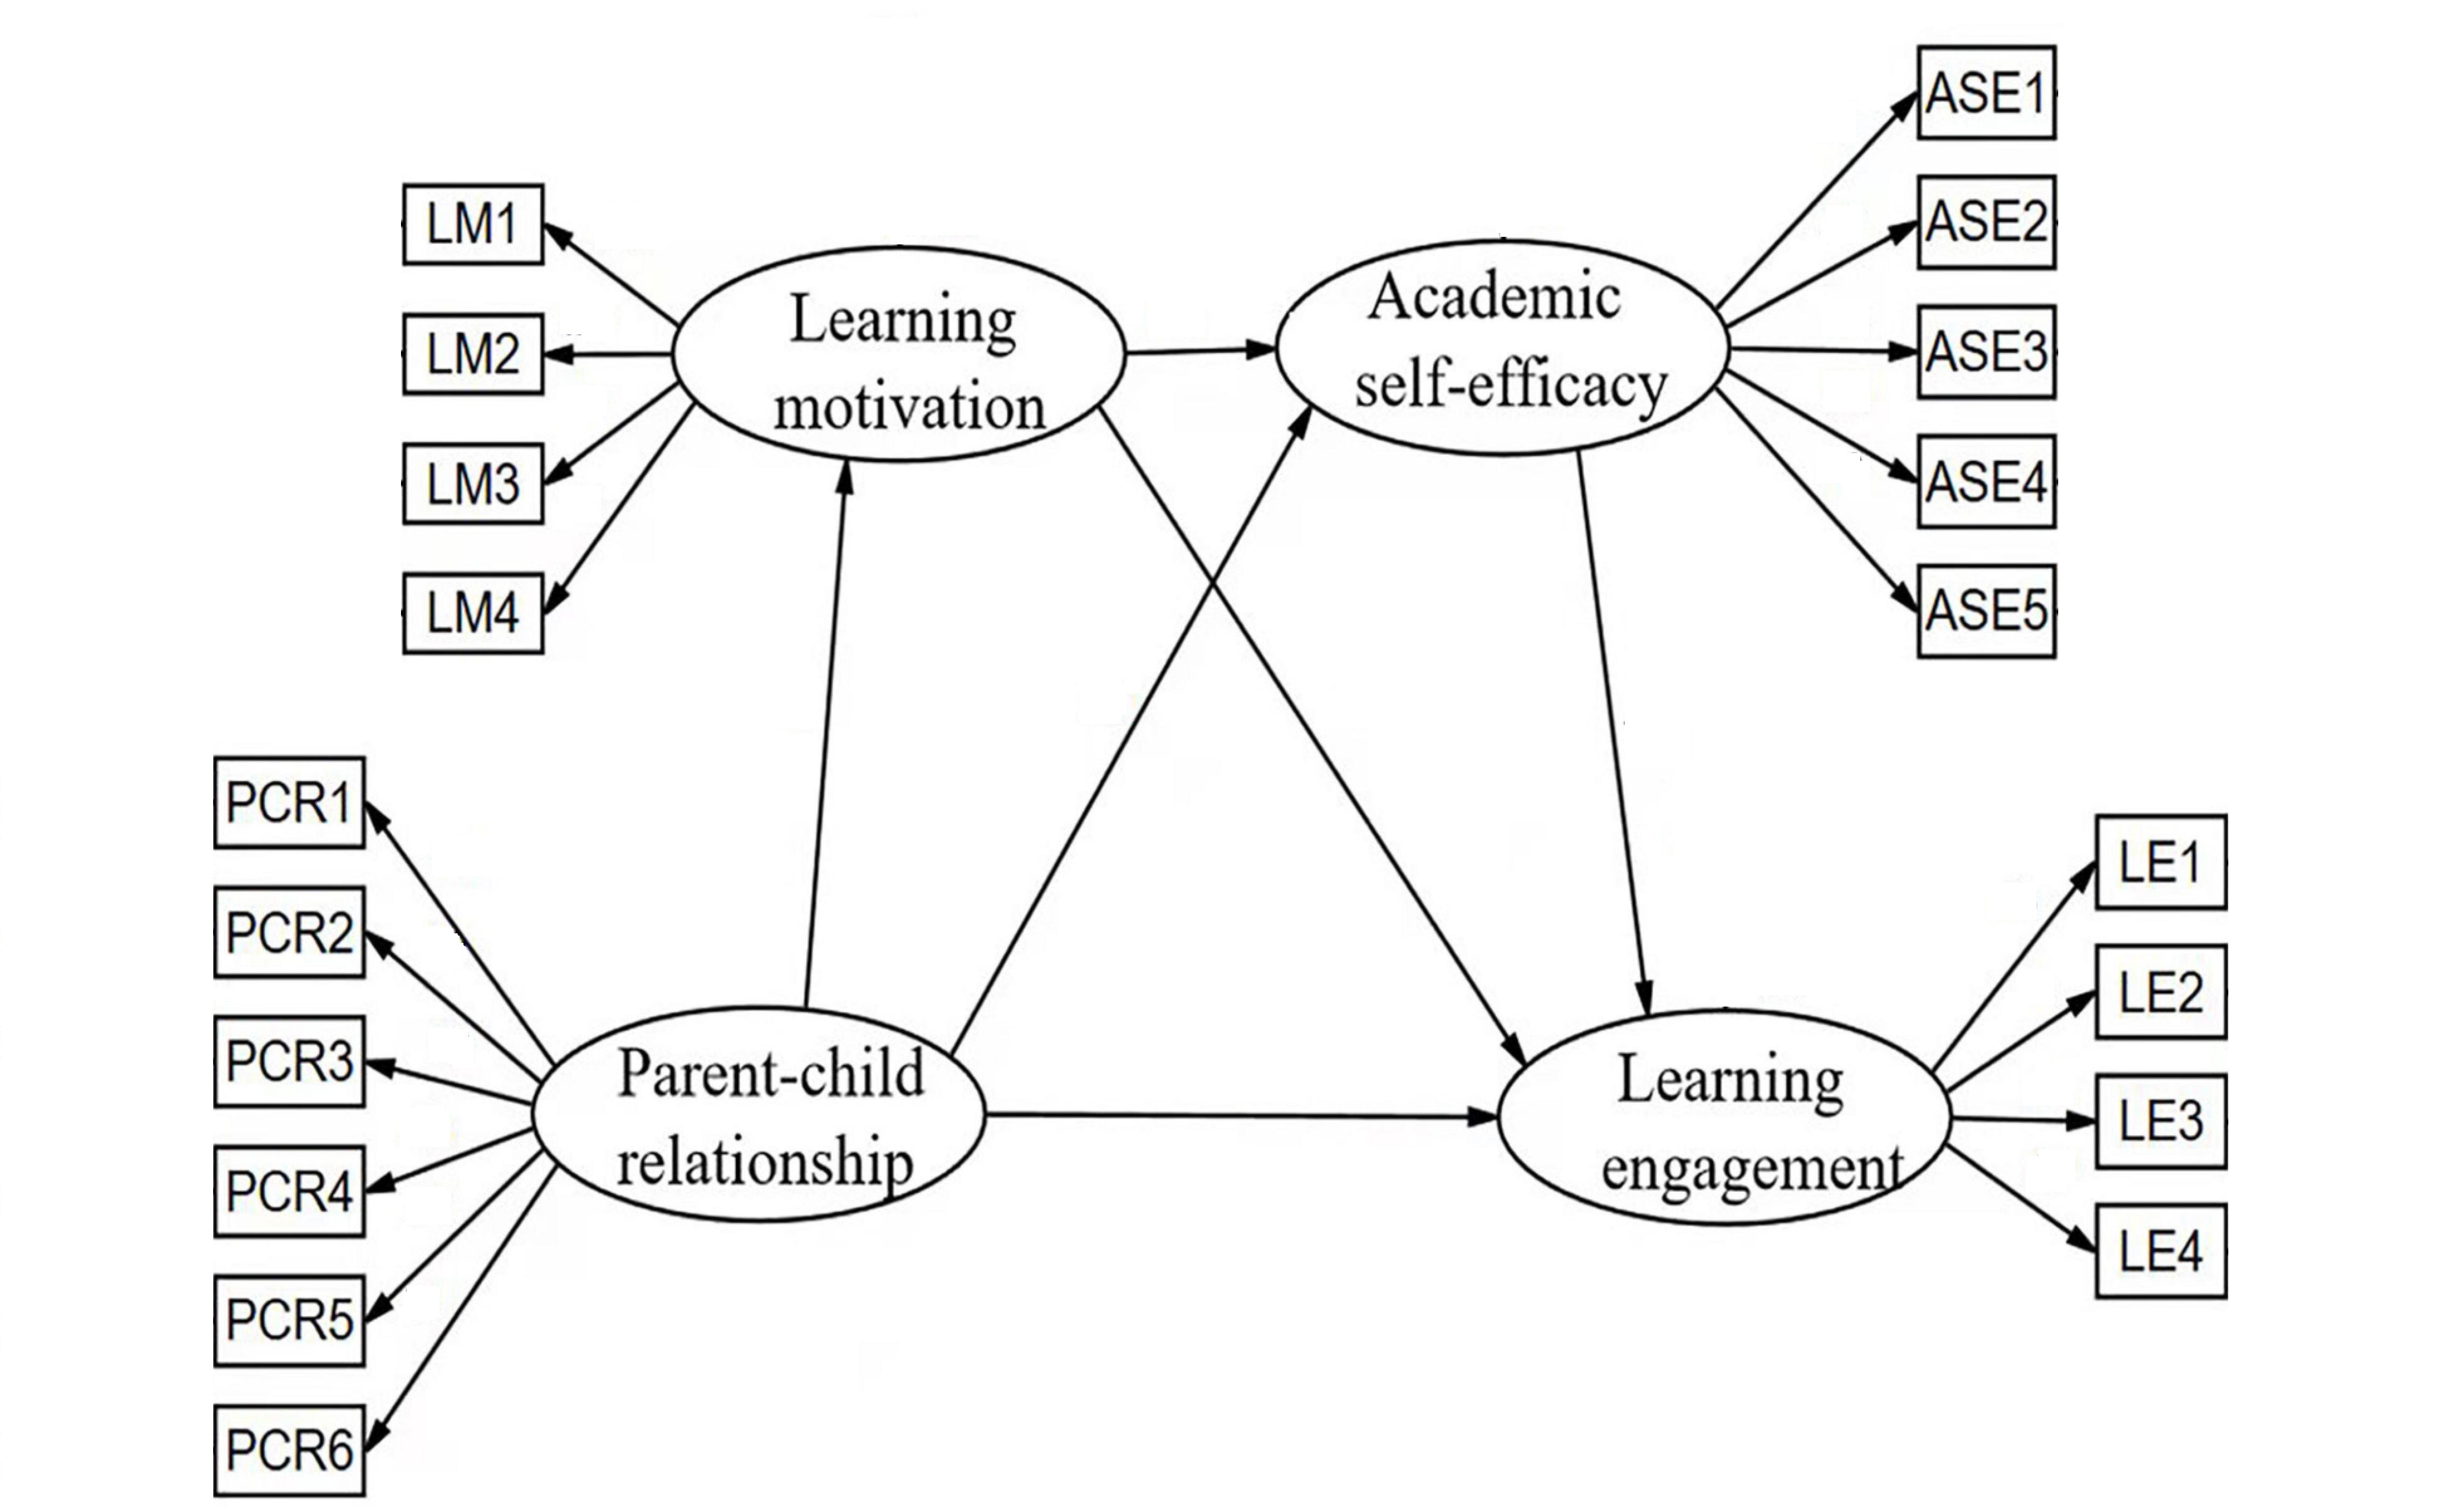 ASE1
ASE2
ASE3
ASE4
ASE5
LM1
LM2
LM3
LM4
Learning
motivation
Academic
self-efficacy
PCR1
PCR2
PCR3
PCR4
PCR5
PCR6
Parent-child
relationship
Learning
engagement
LE1
LE2
LE3
LE4